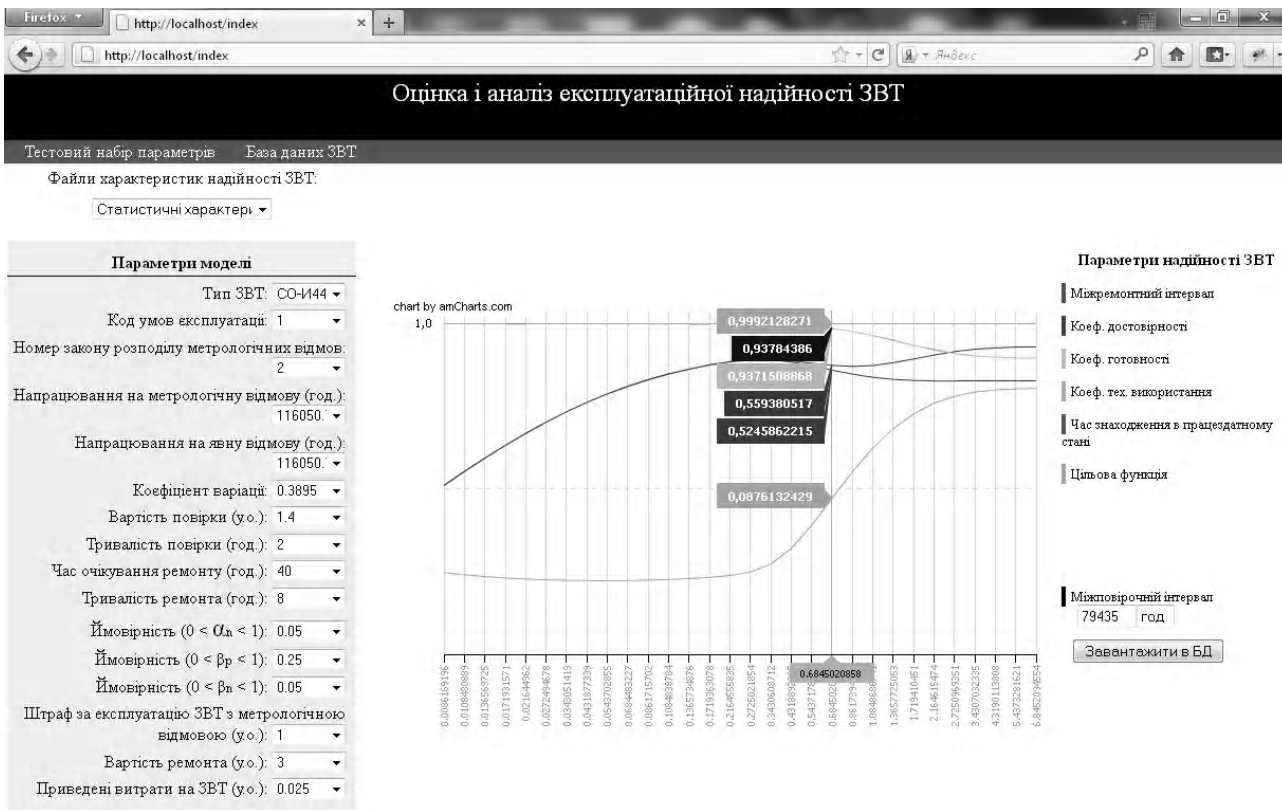 Firefox
http://localhost/index
http://localhost/index
Яндекс
Оцінка і аналіз експлуатаційної надійності ЗВТ
Тестовий набір параметрів База даних ЗВТ
Файли характеристик надійності ЗВТ:
Статистичні характери
Параметри моделі
Тип ЗВТ: СО-И44
Код умов експлуатації: 1
Номер закону розподілу метрологічних відмов:
2
Напрацювання на метрологічну відмову (год.):
116050.
Напрацювання на явну відмову (год.):
116050.
Коефіцієнт варіації: 0.3895
Вартість повірки (у.о.): 1.4
Тривалість повірки (год.): 2
Час очікування ремонту (год.): 40
Тривалість ремонта (год.): 8
Ймовірність (0 < αn < 1): 0.05
Ймовірність (0 < βp < 1): 0.25
Ймовірність (0 < βn < 1): 0.05
Штраф за експлуатацію ЗВТ з метрологічною
відмовою (у.о.): 1
Вартість ремонта (у.о.): 3
Приведені витрати на ЗВТ (у.о.): 0.025
chart by amCharts.com
1,0
0,9992128271
0,93784386
0,9371508868
0,559380517
0,5245862215
0,0876132429
0.6845020858
Параметри надійності ЗВТ
Міжремонтний інтервал
Коеф. достовірності
Коеф. готовності
Коеф. тех. використання
Час знаходження в працездатному
стані
Цільова функція
Міжповірочній інтервал
79435 год
Завантажити в БД